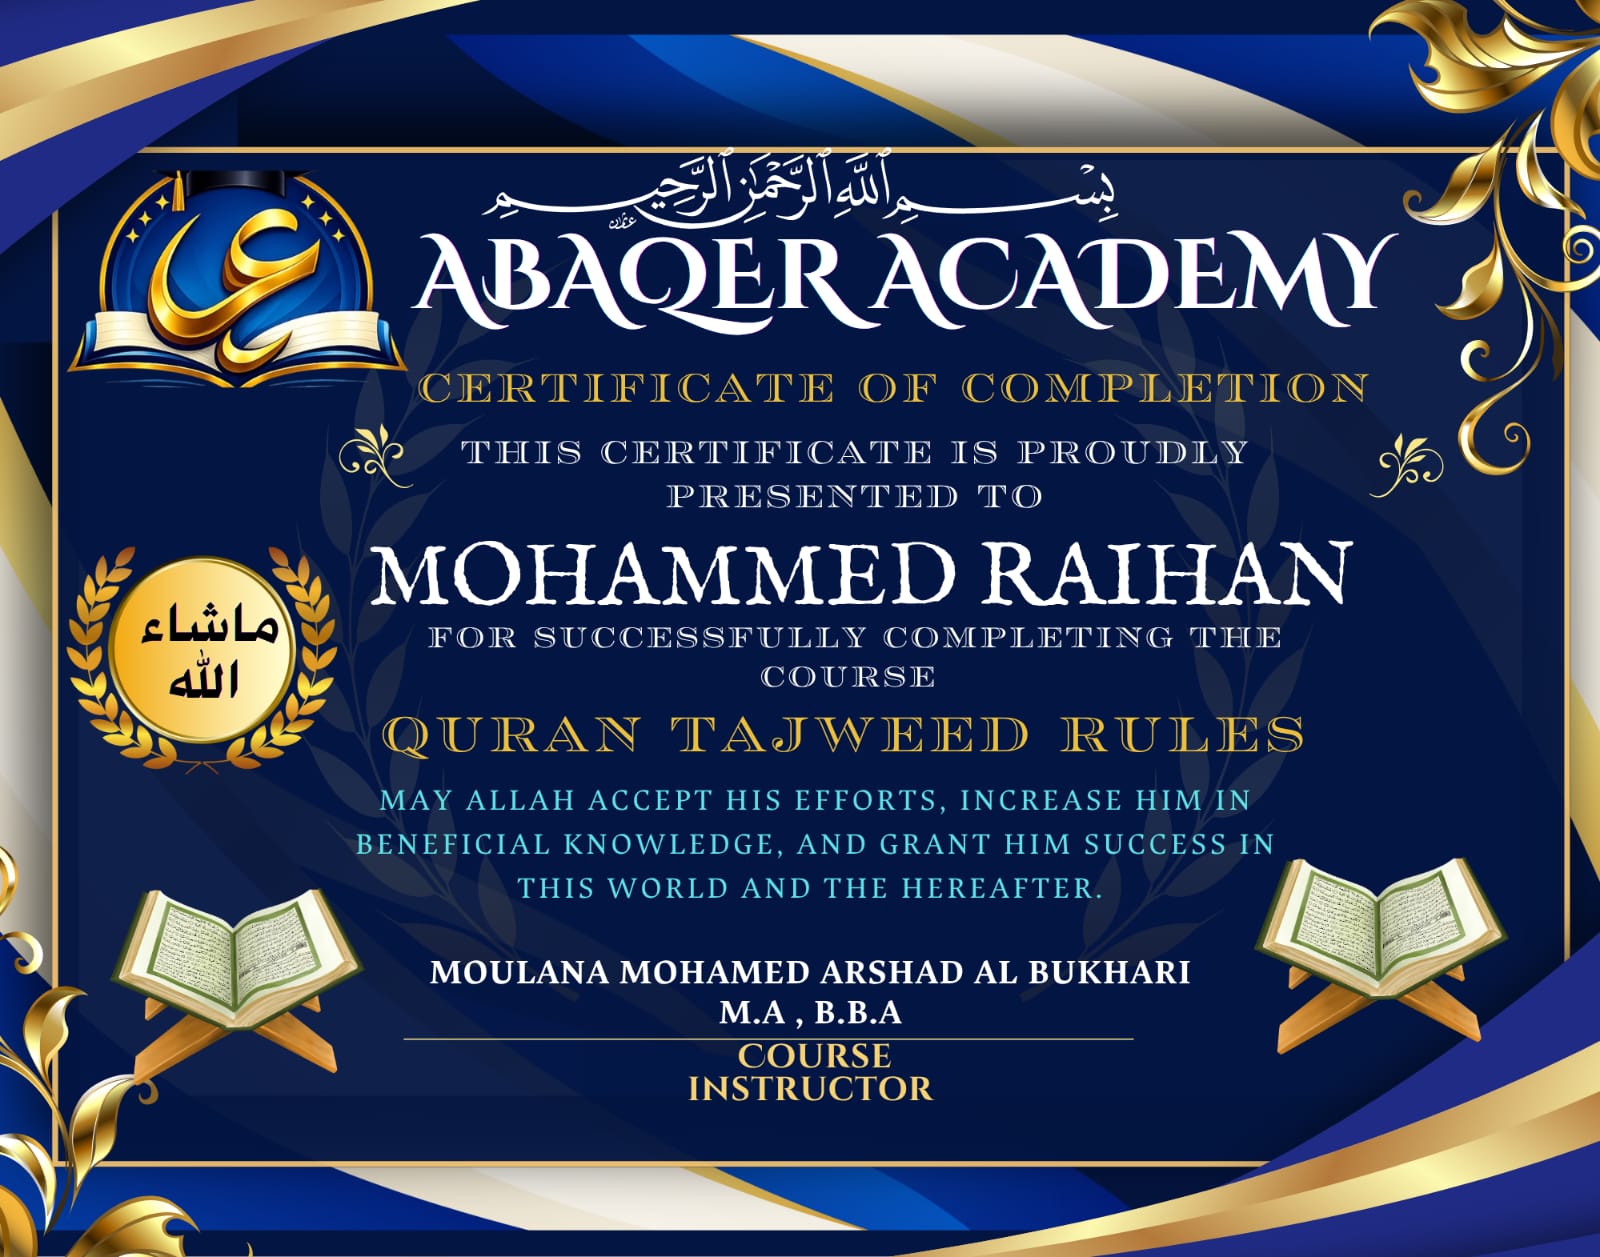 بِسْمِ ٱللَّهِ ٱلرَّحْمَٰنِ ٱلرَّحِيمِ
ABAQER ACADEMY
CERTIFICATE OF COMPLETION
THIS CERTIFICATE IS PROUDLY
PRESENTED TO
MOHAMMED RAIHAN
FOR SUCCESSFULLY COMPLETING THE
COURSE
ماشاء
الله
QURAN TAJWEED RULES
MAY ALLAH ACCEPT HIS EFFORTS, INCREASE HIM IN
BENEFICIAL KNOWLEDGE, AND GRANT HIM SUCCESS IN
THIS WORLD AND THE HEREAFTER.
MOULANA MOHAMED ARSHAD AL BUKHARI
M.A , B.B.A
COURSE
INSTRUCTOR